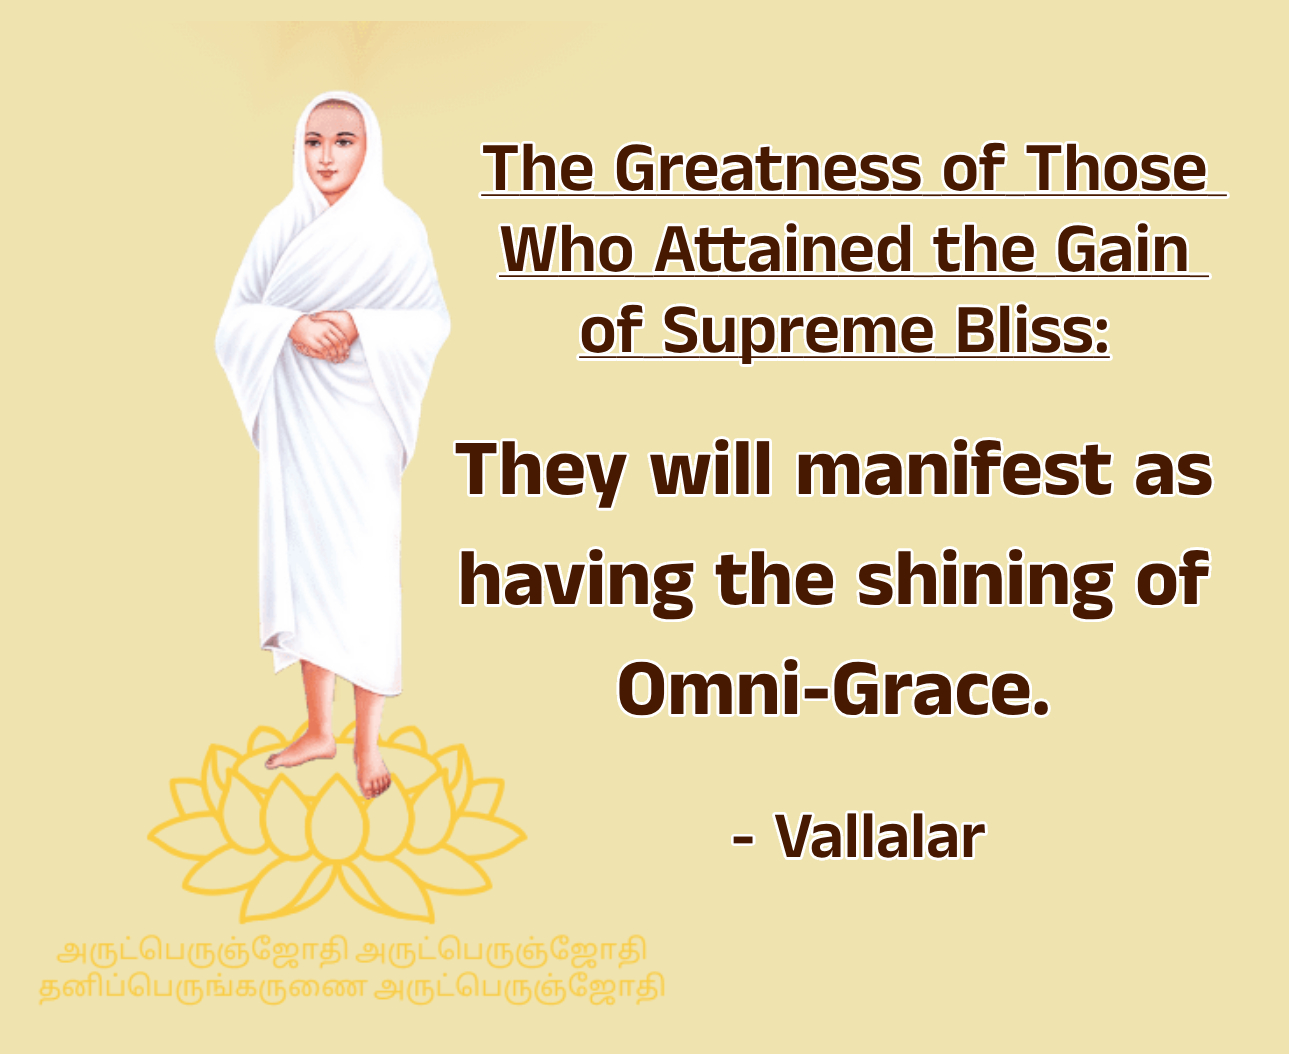 The Greatness of Those
Who Attained the Gain
of Supreme Bliss:
They will manifest as
having the shining of
Omni-Grace.
- Vallalar
அருட்பெருஞ்ஜோதி அருட்பெருஞ்ஜோதி
தனிப்பெருங்கருணை அருட்பெருஞ்ஜோதி